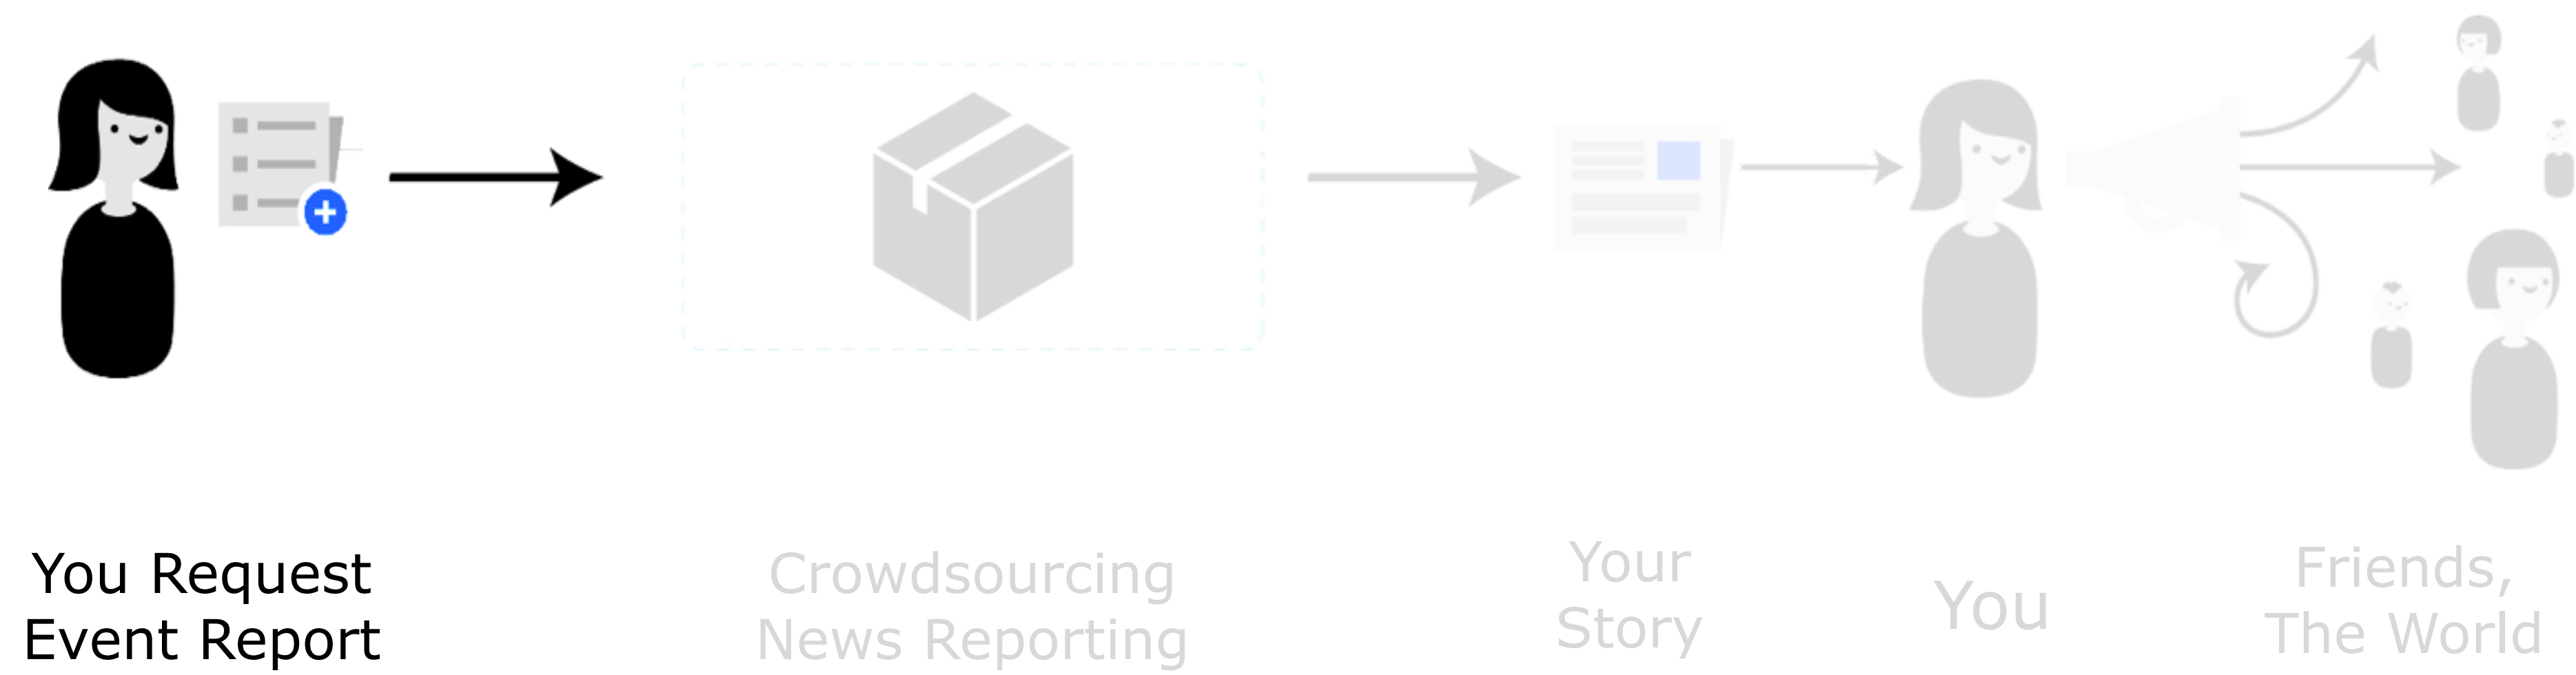 You Request
Event Report
Crowdsourcing
News Reporting
Your
Story
You
Friends,
The World